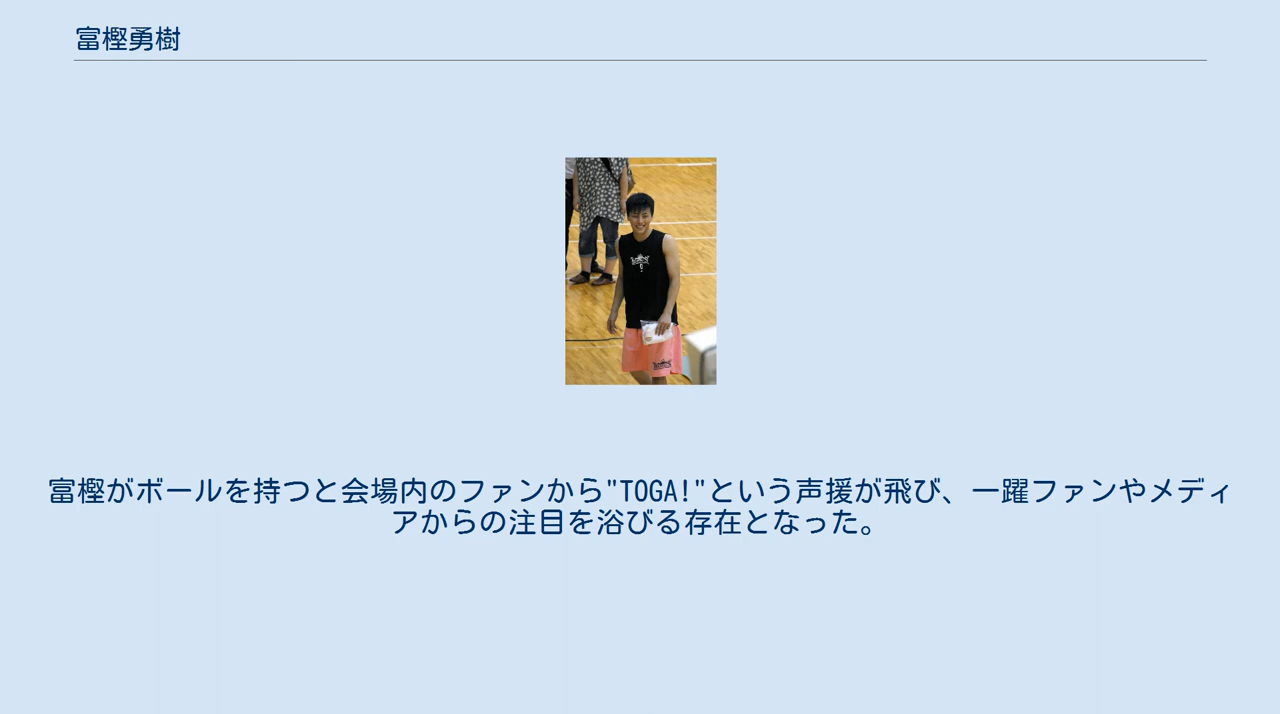 富樫勇樹
富樫がボールを持つと会場内のファンから"TOGA!"という声援が飛び、一躍ファンやメディ
アからの注目を浴びる存在となった。